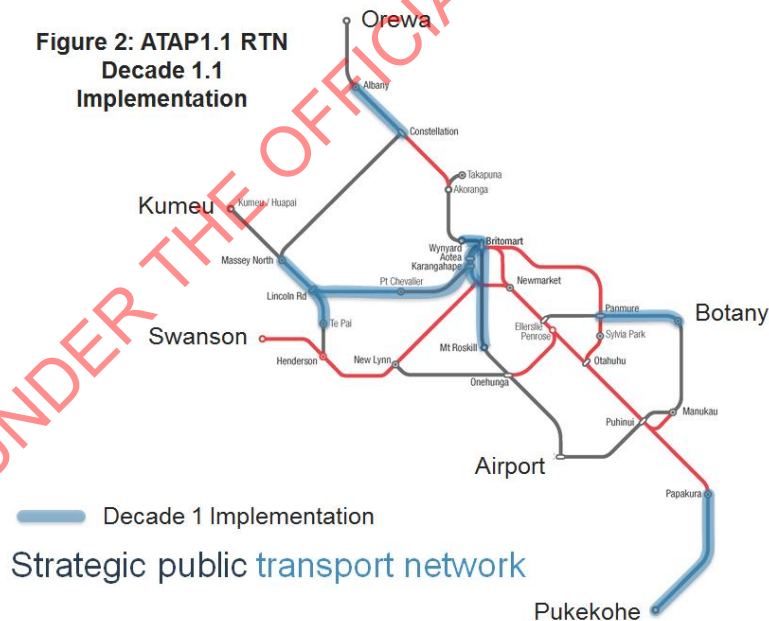 Orewa
Figure 2: ATAP1.1 RTN
Decade 1.1
Implementation
UNDER THE OFFICIA
Albany
Constellation
Takapuna
Akoranga
Kumeu
Kumeu / Huapai
Wynyard
Britomart
Aotea
Karangahape
Massey North
Pt Chevalier
Newmarket
Lincoln Rd
Te Pai
Panmure
Botany
Ellerslie
Penrose
Sylvia Park
Swanson
Henderson
New Lynn
Mt Roskill
Otahuhu
Onehunga
Puhinui
Manukau
Airport
Papakura
Decade 1 Implementation
Strategic public transport network
Pukekohe